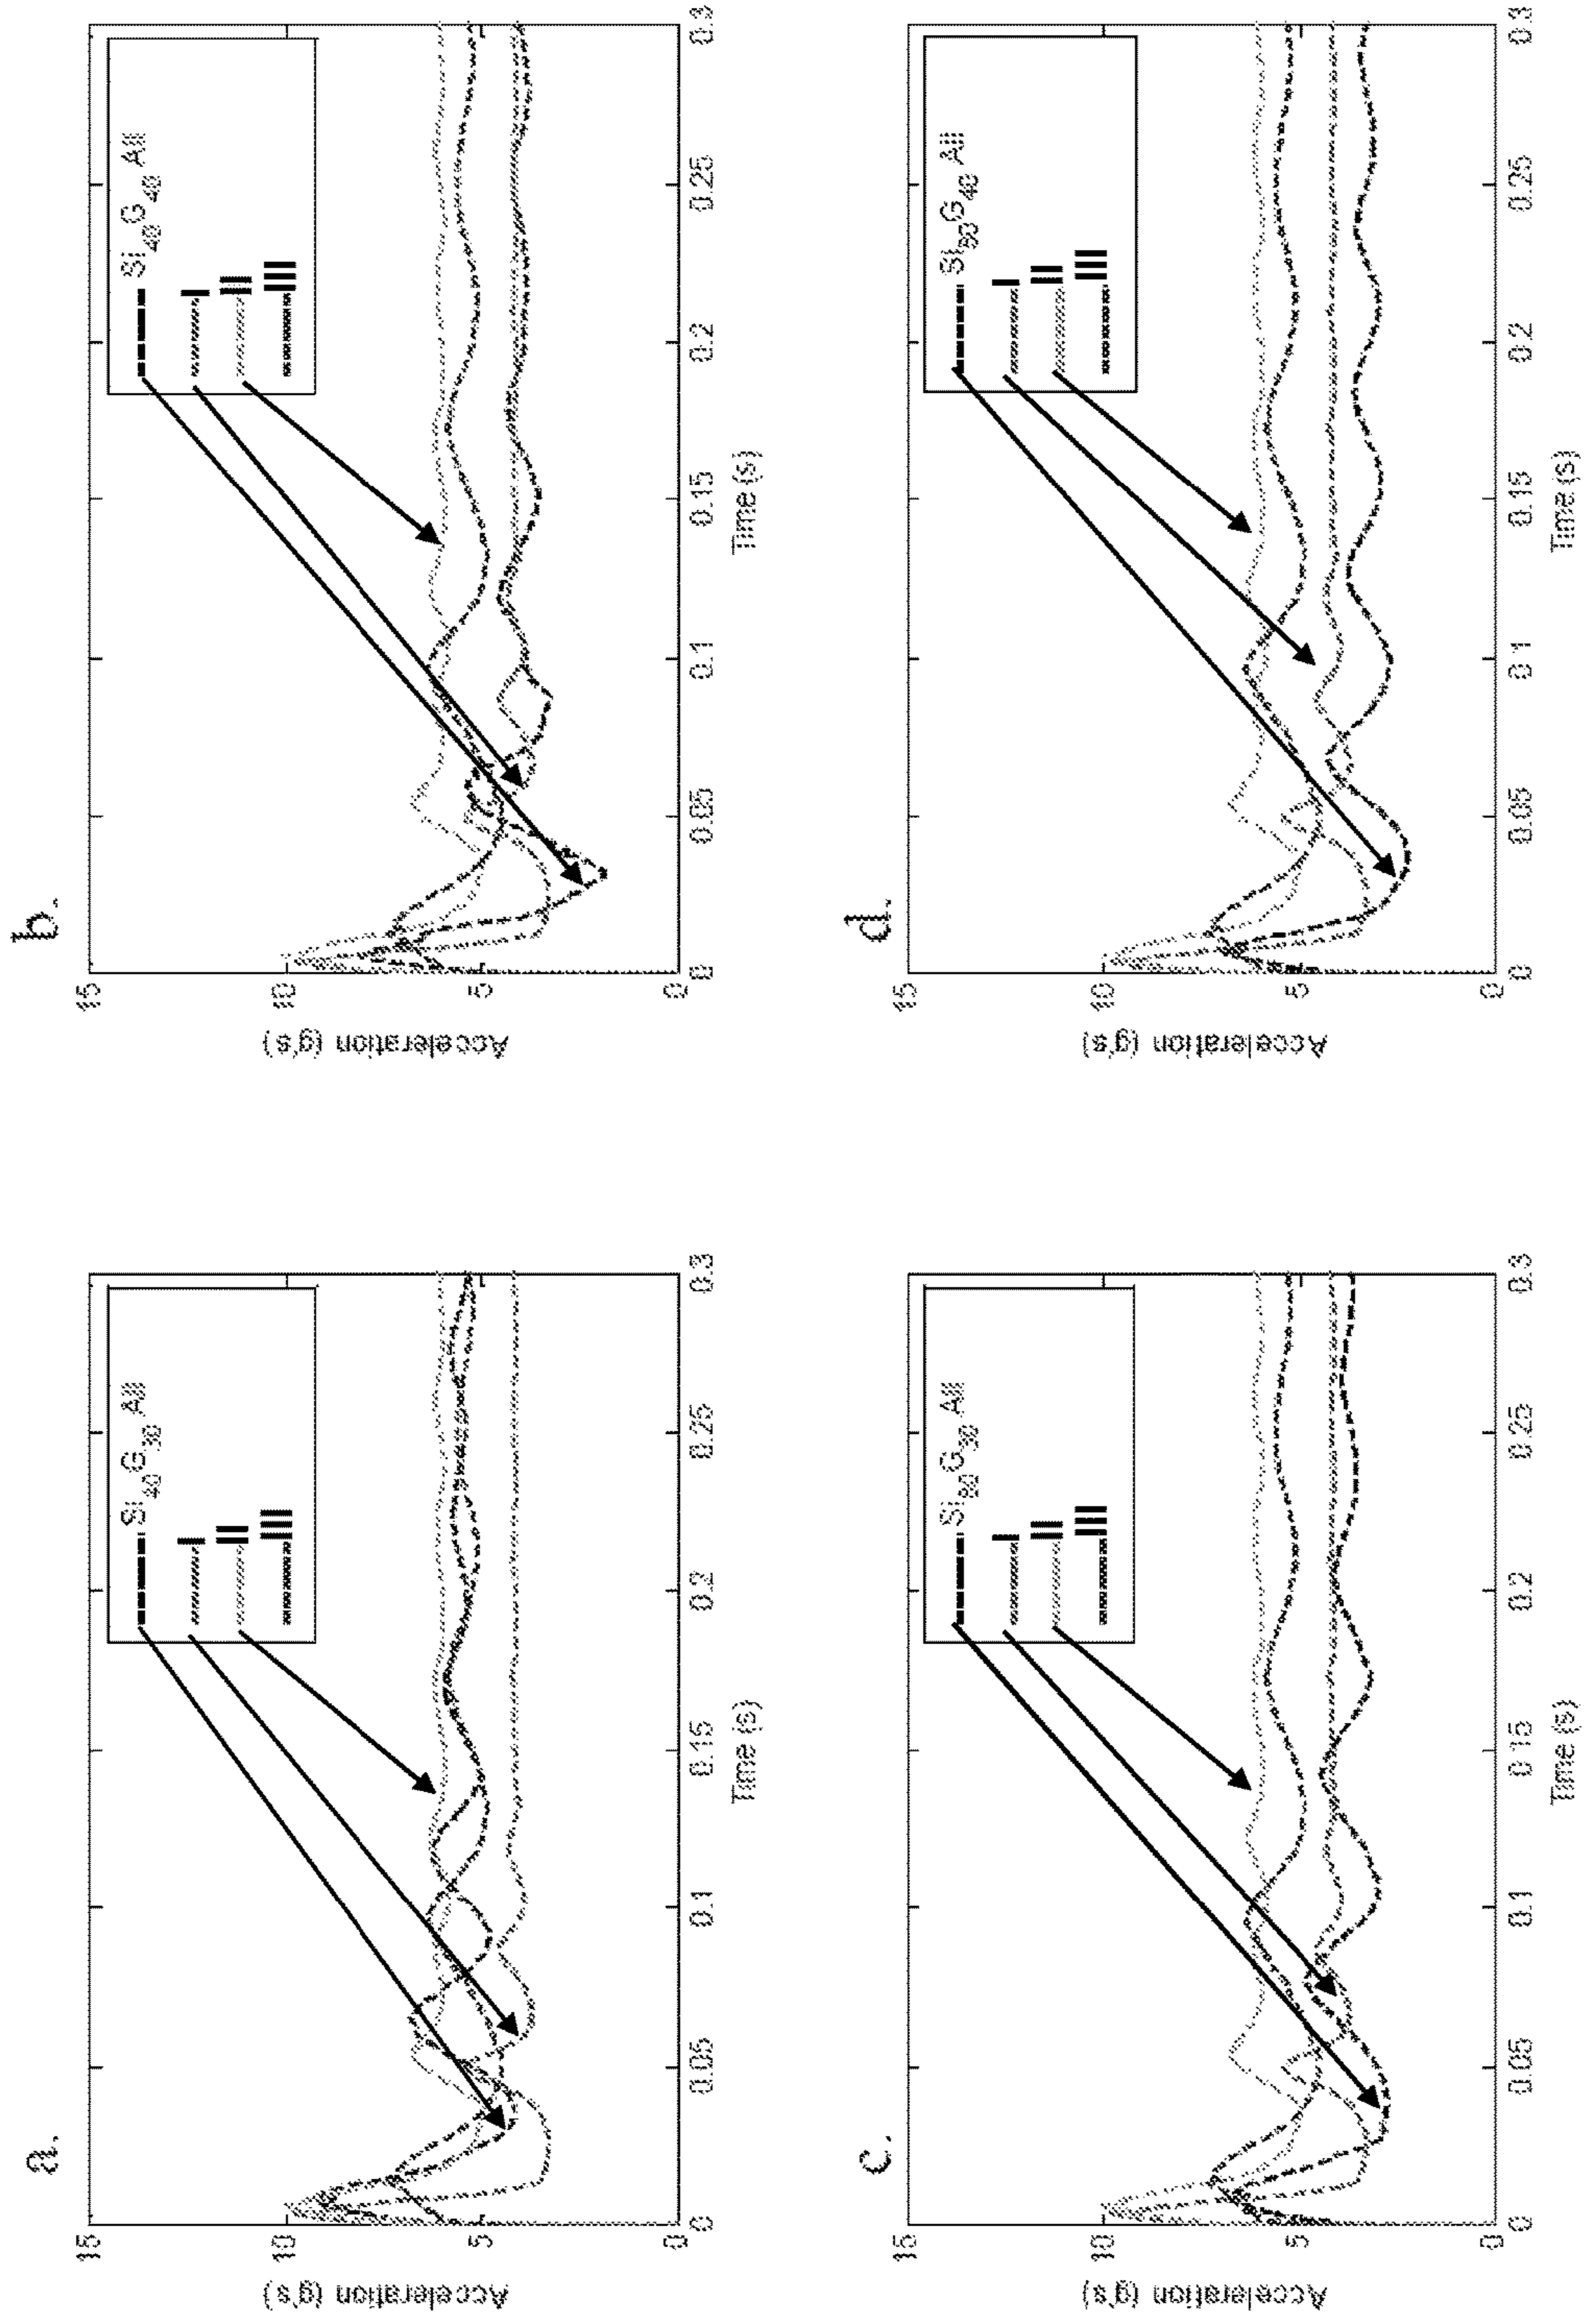 a.
Acceleration (g's)
15
10
5
0
0
0.05
0.1
0.15
0.2
0.25
0.3
Time (s)
Si40G30 All
I
II
III
b.
Acceleration (g's)
15
10
5
0
0
0.05
0.1
0.15
0.2
0.25
0.3
Time (s)
Si40G40 All
I
II
III
c.
Acceleration (g's)
15
10
5
0
0
0.05
0.1
0.15
0.2
0.25
0.3
Time (s)
G30 All
I
II
III
d.
Acceleration (g's)
15
10
5
0
0
0.05
0.1
0.15
0.2
0.25
0.3
Time (s)
G40 All
I
II
III